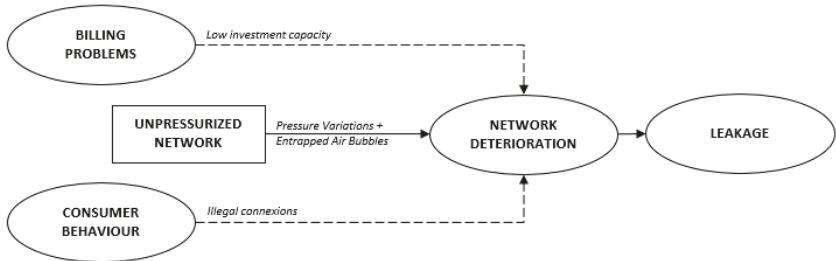 BILLING
PROBLEMS
Low investment capacity
UNPRESSURIZED
NETWORK
Pressure Variations +
Entrapped Air Bubbles
NETWORK
DETERIORATION
LEAKAGE
CONSUMER
BEHAVIOUR
Illegal connexions